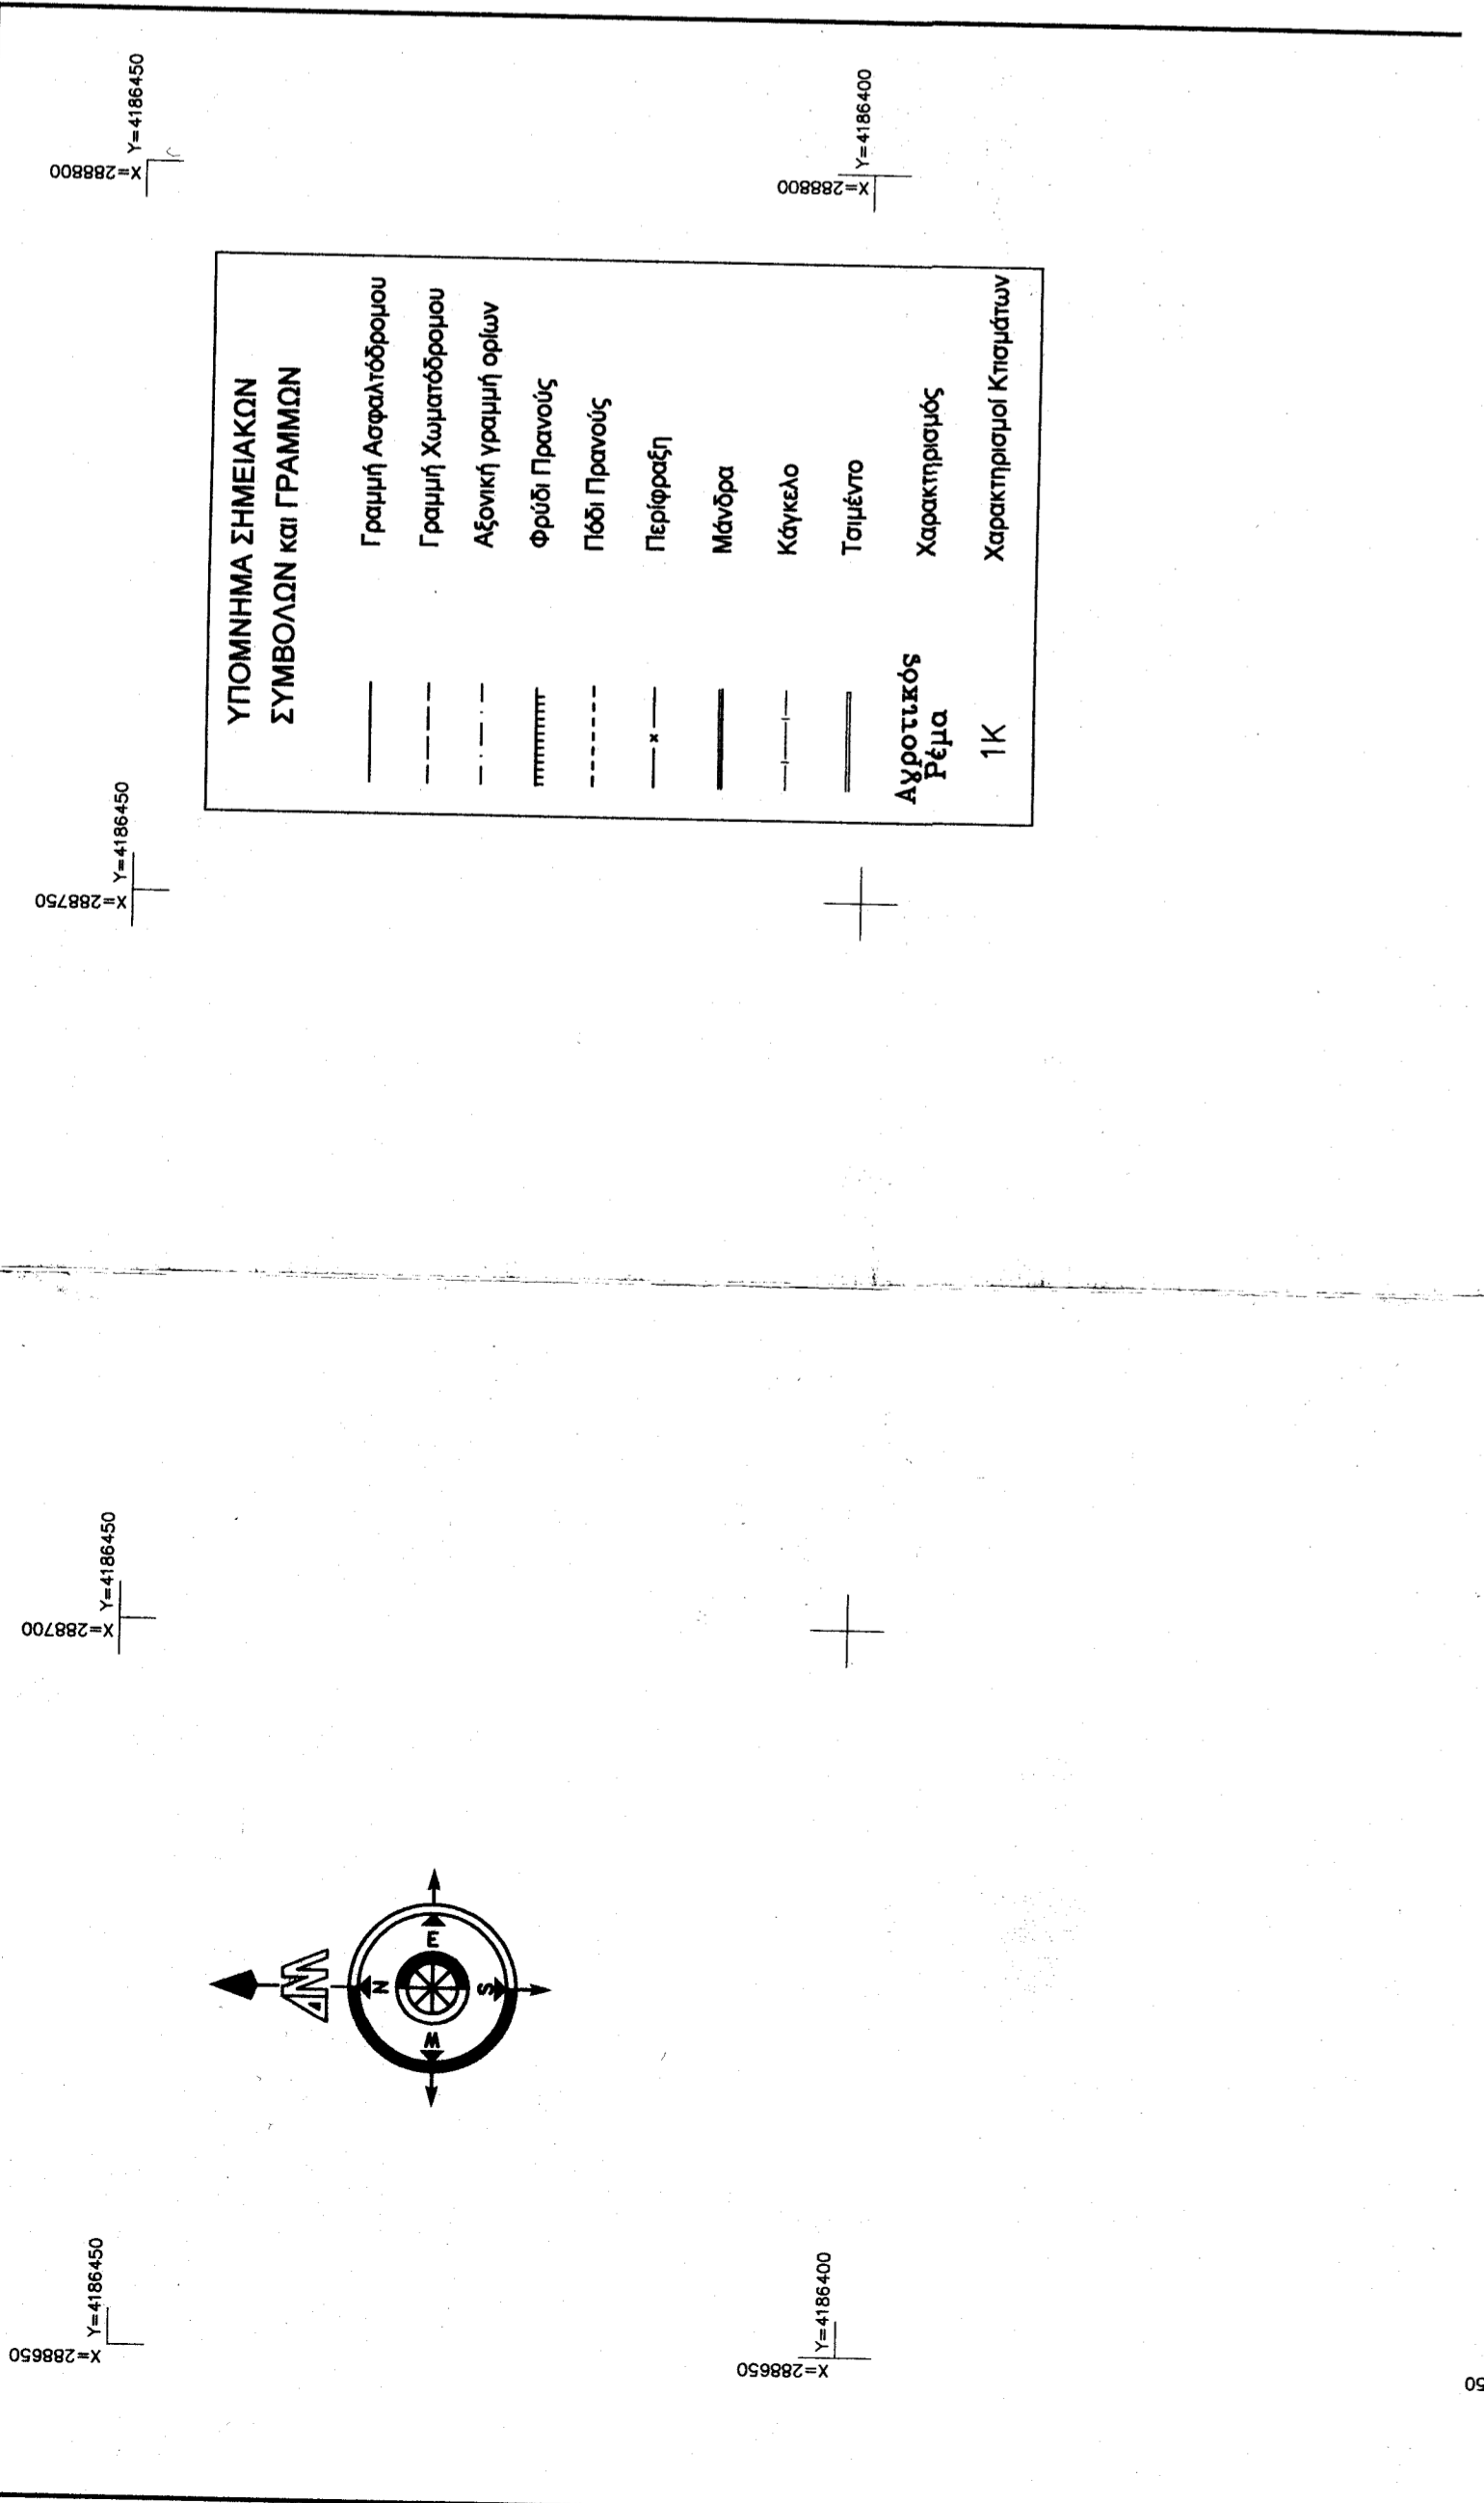 X=288650 Y=4186450
X=288700 Y=4186450
X=288750 Y=4186450
X=288800 Y=4186450
ΥΠΟΜΝΗΜΑ ΣΗΜΕΙΑΚΩΝ
ΣΥΜΒΟΛΩΝ και ΓΡΑΜΜΩΝ
Γραμμή Ασφαλτόδρομου
Γραμμή Χωματόδρομου
Αξονική γραμμή ορίων
Φρύδι Πρανούς
Πόδι Πρανούς
x Περίφραξη
Μάνδρα
Κάγκελο
Τσιμέντο
Αγροτικός
Ρέμα
Χαρακτηρισμός
1Κ Χαρακτηρισμοί Κτισμάτων
N
W E
S
X=288650 Y=4186400
X=288800 Y=4186400